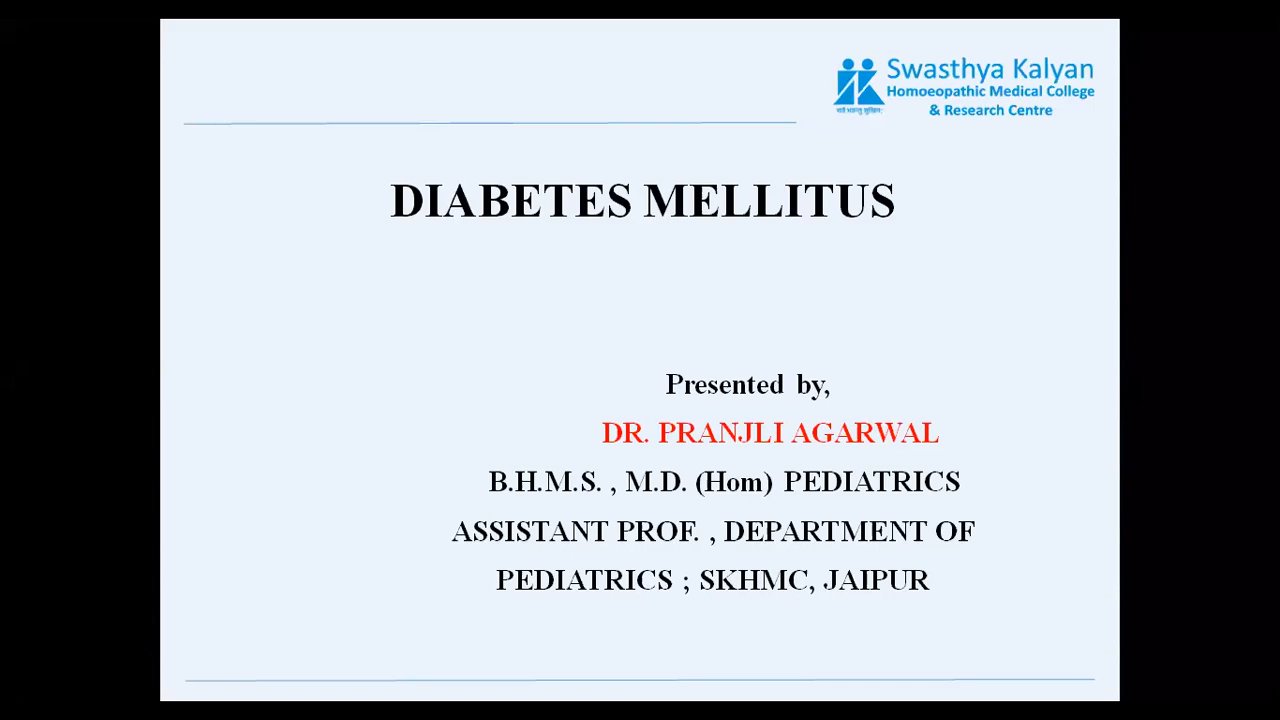 Swasthya Kalyan
Homoeopathic Medical College
& Research Centre
DIABETES MELLITUS
Presented by,
DR. PRANJLI AGARWAL
B.H.M.S. , M.D. (Hom) PEDIATRICS
ASSISTANT PROF. , DEPARTMENT OF
PEDIATRICS ; SKHMC, JAIPUR